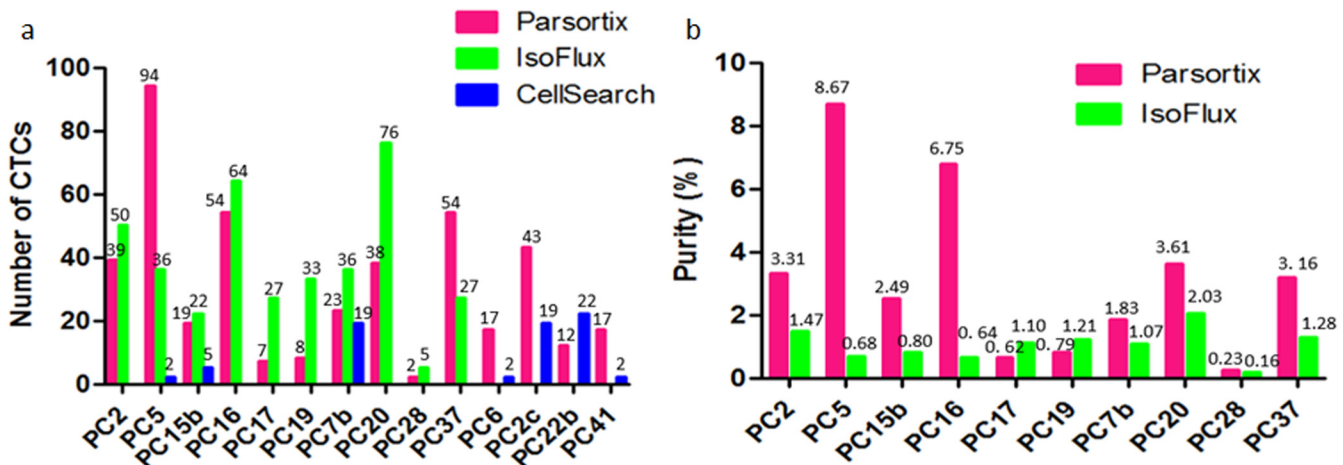 a
Parsortix
IsoFlux
CellSearch
Number of CTCs
100
80
60
40
20
0
39
50
94
36
2
19
22
5
54
64
7
27
8
33
23
36
19
38
76
2
5
54
27
17
2
43
19
12
22
17
2
PC2
PC5
PC15b
PC16
PC17
PC19
PC7b
PC20
PC28
PC37
PC6
PC2c
PC22b
PC41
b
Parsortix
IsoFlux
Purity (%)
10
8
6
4
2
0
3.31
1.47
8.67
0.68
2.49
0.80
6.75
0. 64
0.62
1.10
0. 79
1.21
1.83
1.07
3.61
2.03
0.23
0.16
3. 16
1.28
PC2
PC5
PC15b
PC16
PC17
PC19
PC7b
PC20
PC28
PC37